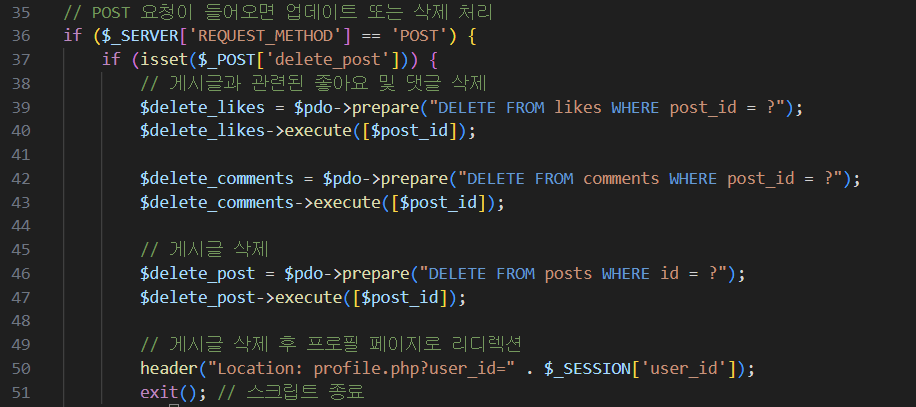 35 // POST 요청이 들어오면 업데이트 또는 삭제 처리
36 if ($_SERVER['REQUEST_METHOD'] == 'POST') {
37 if (isset($_POST['delete_post'])) {
38 // 게시글과 관련된 좋아요 및 댓글 삭제
39 $delete_likes = $pdo->prepare("DELETE FROM likes WHERE post_id = ?");
40 $delete_likes->execute([$post_id]);
41
42 $delete_comments = $pdo->prepare("DELETE FROM comments WHERE post_id = ?");
43 $delete_comments->execute([$post_id]);
44
45 // 게시글 삭제
46 $delete_post = $pdo->prepare("DELETE FROM posts WHERE id = ?");
47 $delete_post->execute([$post_id]);
48
49 // 게시글 삭제 후 프로필 페이지로 리디렉션
50 header("Location: profile.php?user_id=" . $_SESSION['user_id']);
51 exit(); // 스크립트 종료